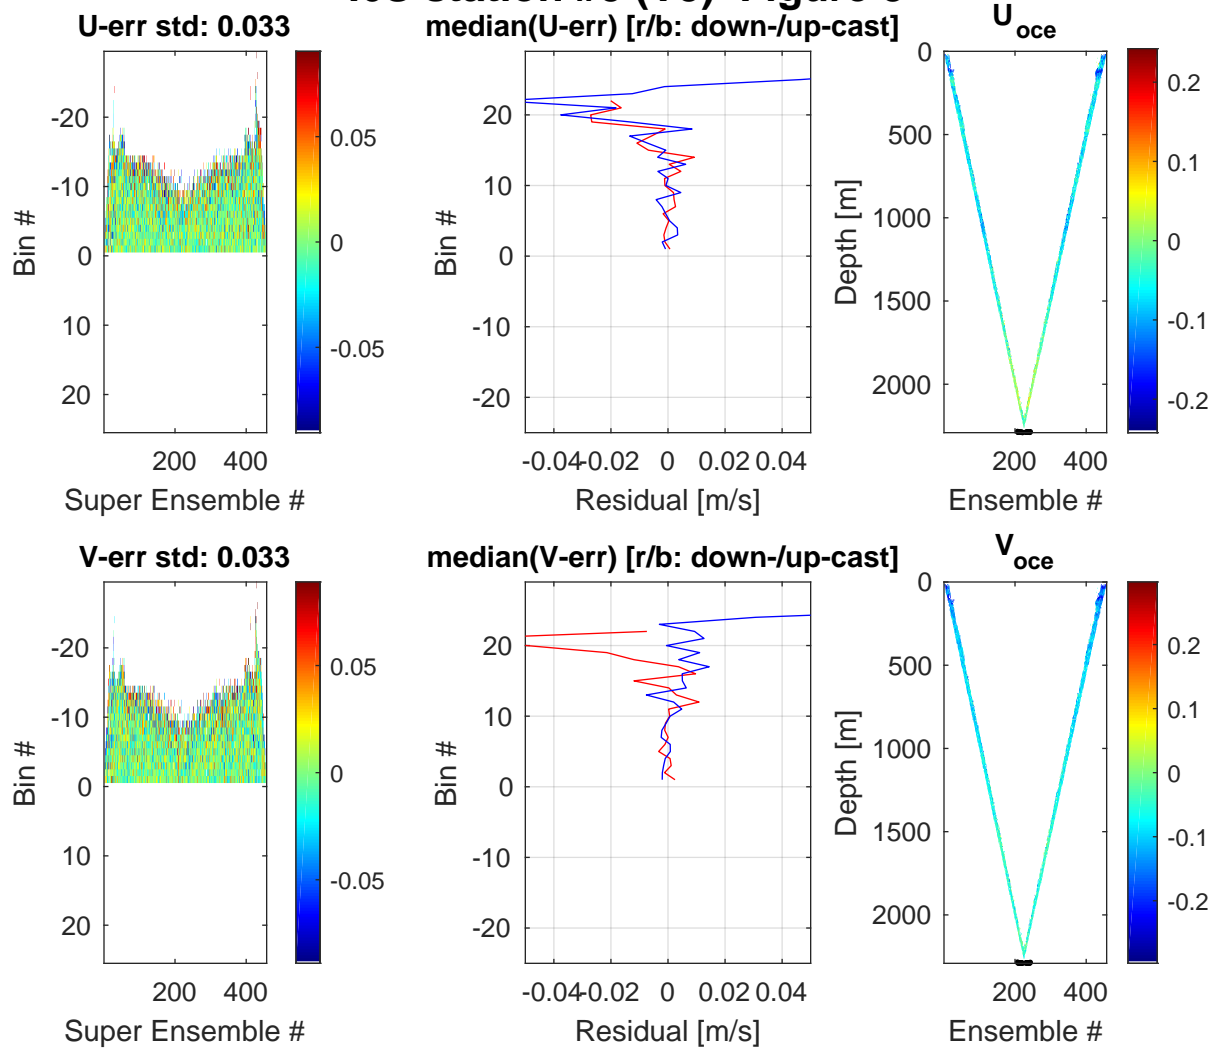 U-err std: 0.033
median(U-err) [r/b: down-/up-cast]
U
oce
-20
-10
0
10
20
Bin #
200 400
Super Ensemble #
0.05
0
-0.05
20
10
0
-10
-20
Bin #
-0.04 -0.02 0 0.02 0.04
Residual [m/s]
0
500
1000
1500
2000
Depth [m]
200 400
Ensemble #
0.2
0.1
0
-0.1
-0.2
V-err std: 0.033
median(V-err) [r/b: down-/up-cast]
V
oce
-20
-10
0
10
20
Bin #
200 400
Super Ensemble #
0.05
0
-0.05
20
10
0
-10
-20
Bin #
-0.04 -0.02 0 0.02 0.04
Residual [m/s]
0
500
1000
1500
2000
Depth [m]
200 400
Ensemble #
0.2
0.1
0
-0.1
-0.2